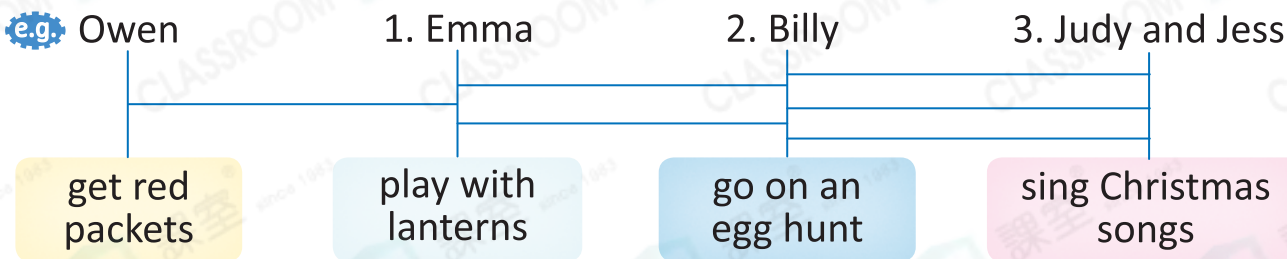 e.g. Owen
1. Emma
2. Billy
3. Judy and Jess
get red
packets
play with
lanterns
go on an
egg hunt
sing Christmas
songs